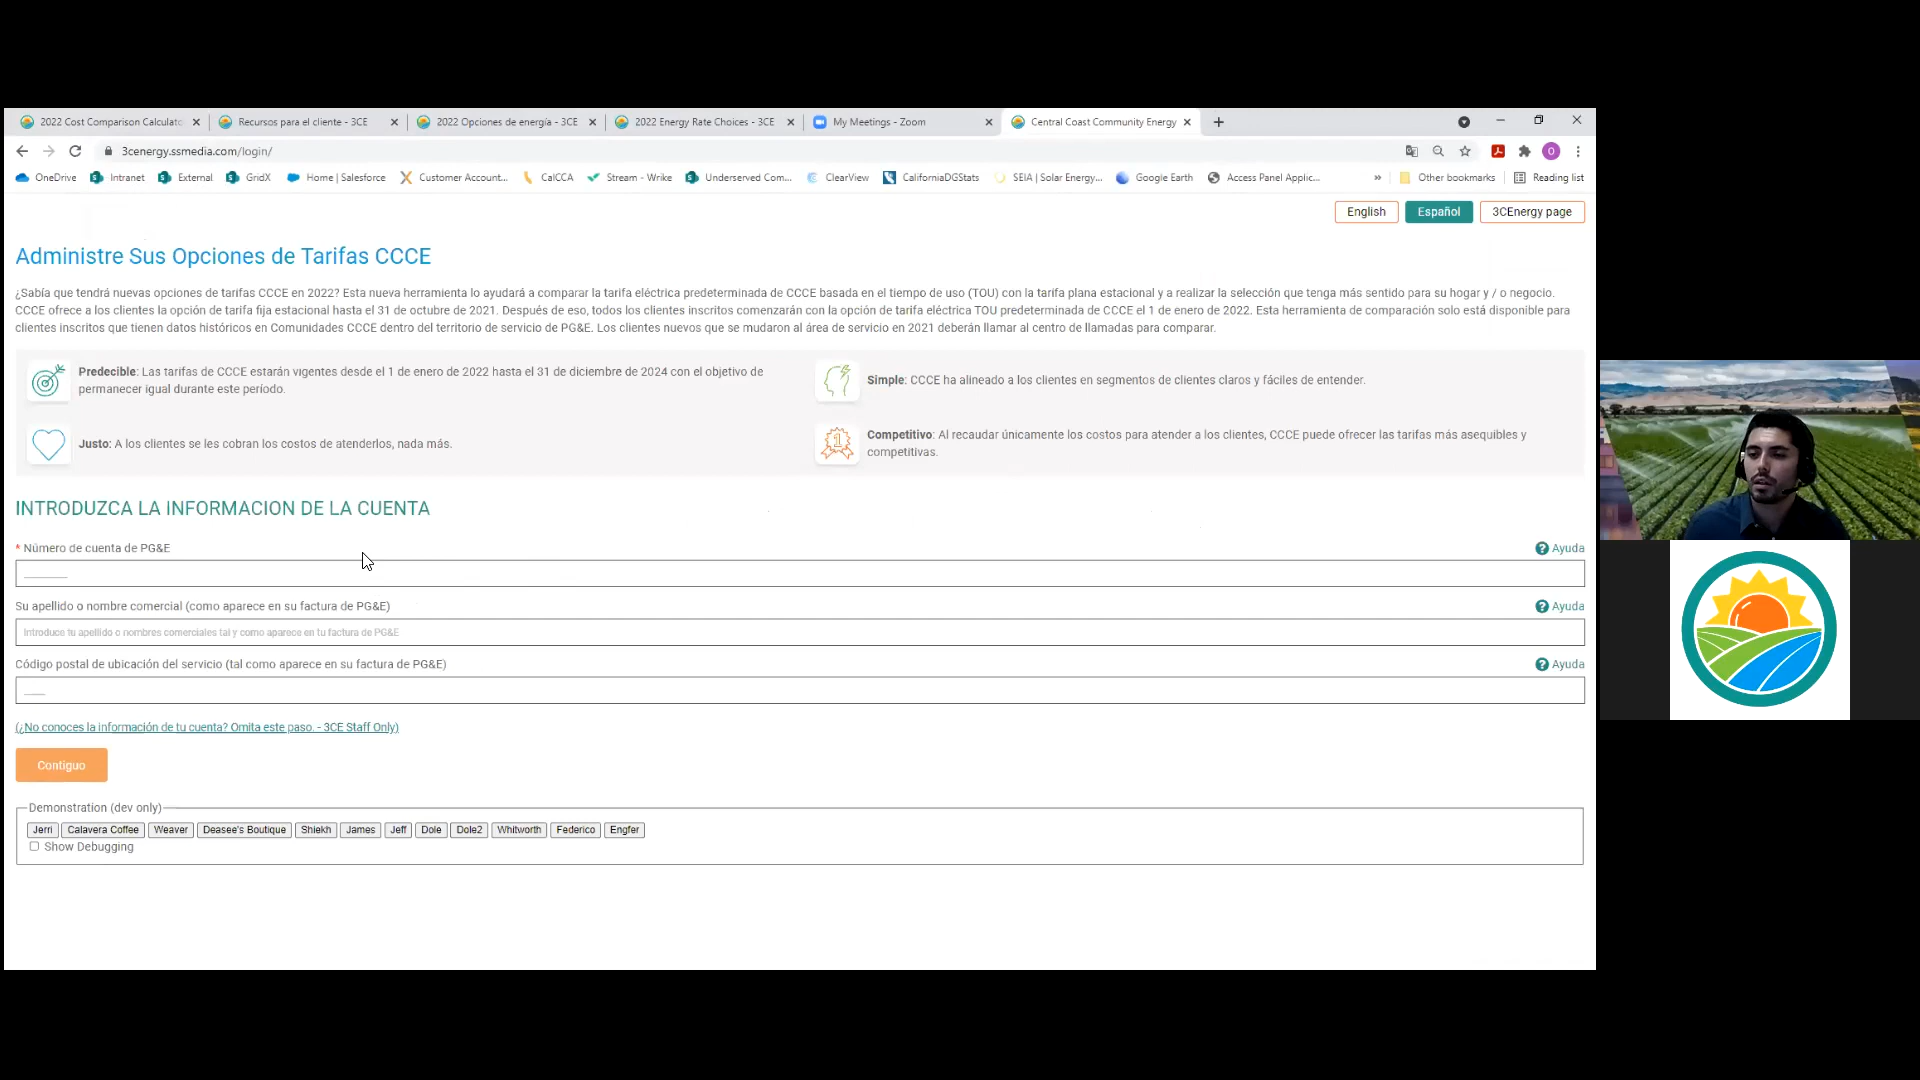 2022 Cost Comparison Calculato
Recursos para el cliente - 3CE
2022 Opciones de energía - 3CE
2022 Energy Rate Choices - 3CE
My Meetings - Zoom
Central Coast Community Energy
3cenergy.ssmedia.com/login/
OneDrive
Intranet
External
GridX
Home | Salesforce
Customer Account...
CalCCA
Stream - Wrike
Underserved Com...
ClearView
CaliforniaDGStats
SEIA | Solar Energy...
Google Earth
Access Panel Applic...
Other bookmarks
Reading list
English
Español
3CEnergy page
Administre Sus Opciones de Tarifas CCCE
¿Sabía que tendrá nuevas opciones de tarifas CCCE en 2022? Esta nueva herramienta lo ayudará a comparar la tarifa eléctrica predeterminada de CCCE basada en el tiempo de uso (TOU) con la tarifa plana estacional y a realizar la selección que tenga más sentido para su hogar y / o negocio.
CCCE ofrece a los clientes la opción de tarifa fija estacional hasta el 31 de octubre de 2021. Después de eso, todos los clientes inscritos comenzarán con la opción de tarifa eléctrica TOU predeterminada de CCCE el 1 de enero de 2022. Esta herramienta de comparación solo está disponible para
clientes inscritos que tienen datos históricos en Comunidades CCCE dentro del territorio de servicio de PG&E. Los clientes nuevos que se mudaron al área de servicio en 2021 deberán llamar al centro de llamadas para comparar.
Predecible: Las tarifas de CCCE estarán vigentes desde el 1 de enero de 2022 hasta el 31 de diciembre de 2024 con el objetivo de
permanecer igual durante este período.
Simple: CCCE ha alineado a los clientes en segmentos de clientes claros y fáciles de entender.
Justo: A los clientes se les cobran los costos de atenderlos, nada más.
1
Competitivo: Al recaudar únicamente los costos para atender a los clientes, CCCE puede ofrecer las tarifas más asequibles y
competitivas.
INTRODUZCA LA INFORMACION DE LA CUENTA
* Número de cuenta de PG&E
? Ayuda
Su apellido o nombre comercial (como aparece en su factura de PG&E)
? Ayuda
Introduce tu apellido o nombres comerciales tal y como aparece en tu factura de PG&E
Código postal de ubicación del servicio (tal como aparece en su factura de PG&E)
? Ayuda
(¿No conoces la información de tu cuenta? Omita este paso. - 3CE Staff Only)
Contiguo
Demonstration (dev only)
Jerri
Calavera Coffee
Weaver
Deasee's Boutique
Shiekh
James
Jeff
Dole
Dole2
Whitworth
Federico
Engfer
Show Debugging